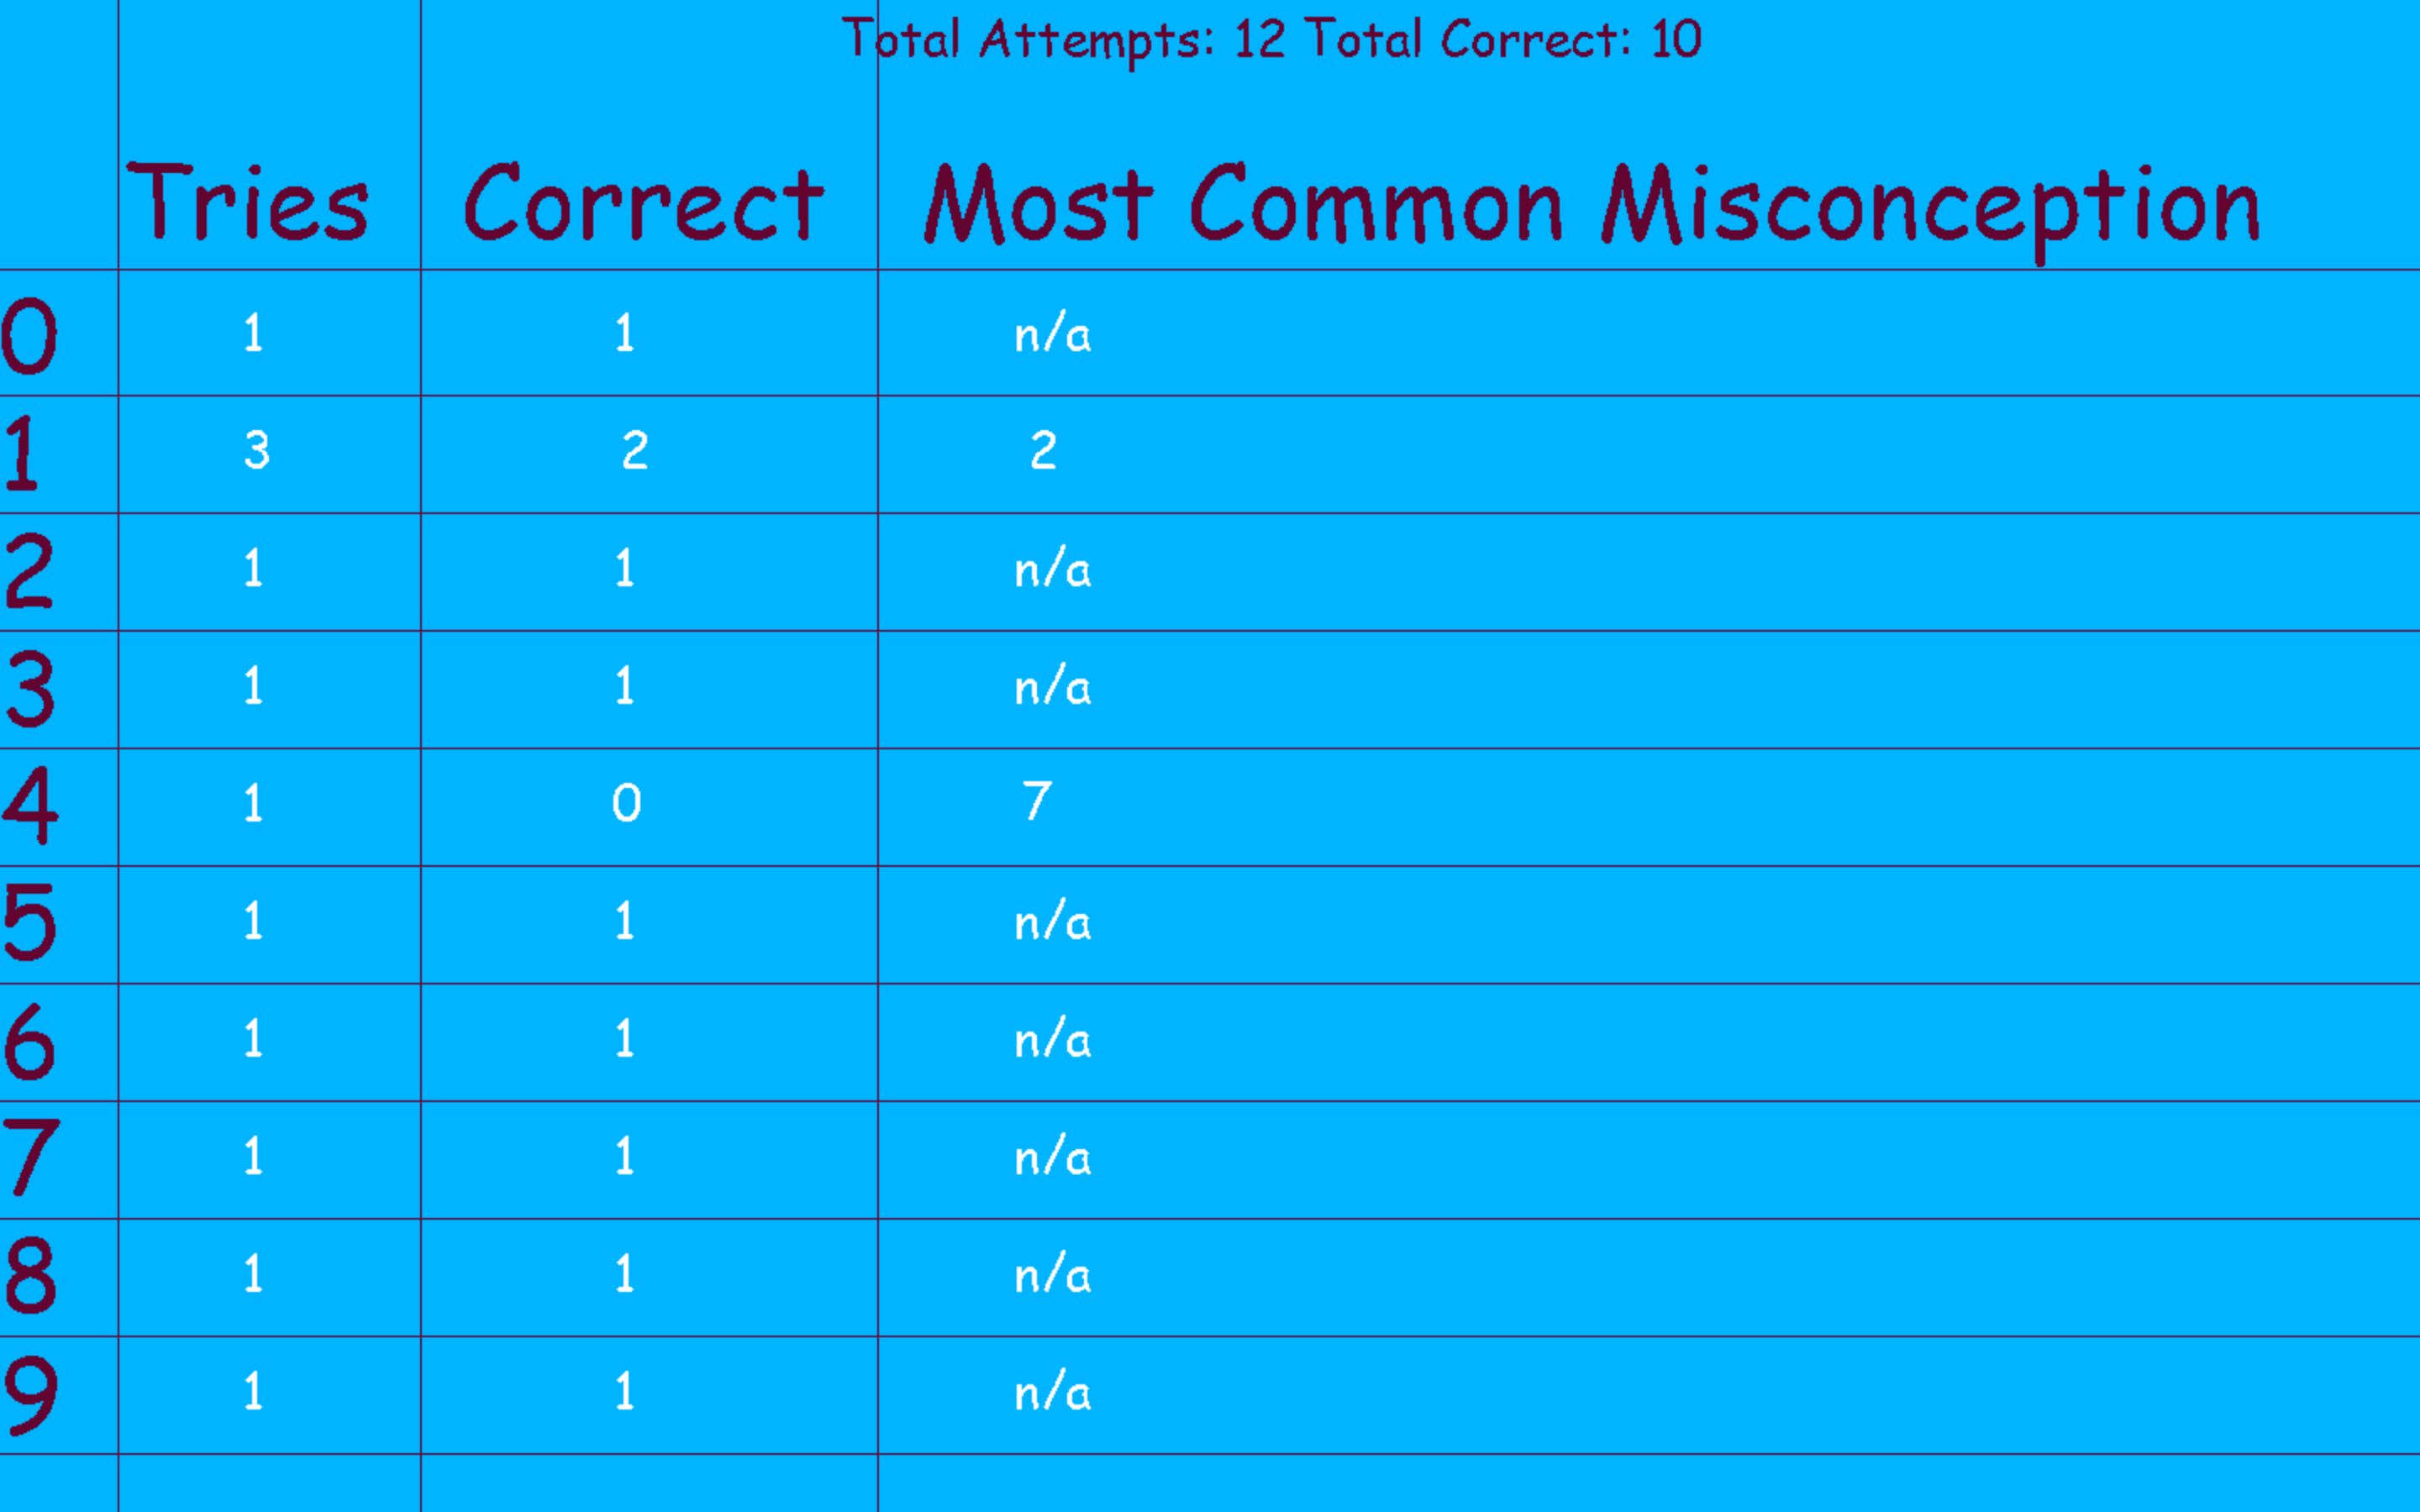 Total Attempts: 12 Total Correct: 10
Tries Correct Most Common Misconception
0 1 1 n/a
1 3 2 2
2 1 1 n/a
3 1 1 n/a
4 1 0 7
5 1 1 n/a
6 1 1 n/a
7 1 1 n/a
8 1 1 n/a
9 1 1 n/a